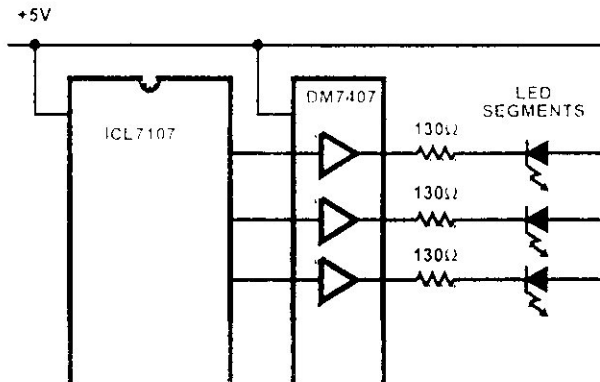 +5V
ICL7107
DM7407
LED
SEGMENTS
130Ω
130Ω
130Ω